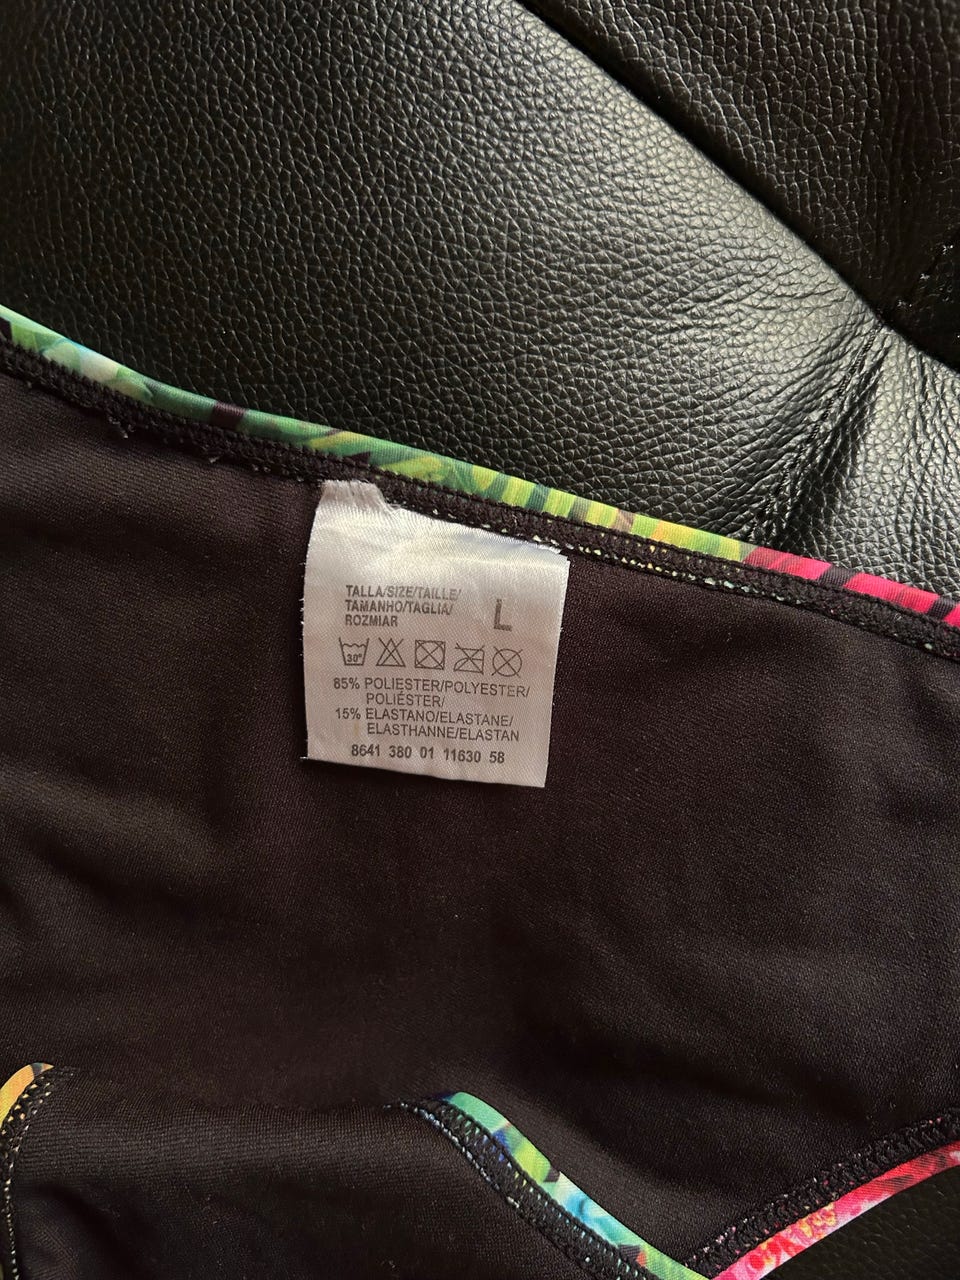 TALLA/SIZE/TAILLE/
TAMANHO/TAGLIA/
ROZMIAR
L
30°
85% POLIESTER/POLYESTER/
POLIÉSTER/
15% ELASTANO/ELASTANE/
ELASTHANNE/ELASTAN
8641 380 01 11630 58